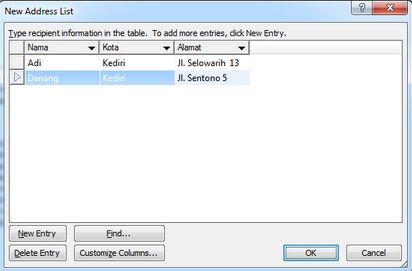 New Address List
Type recipient information in the table. To add more entries, click New Entry.
Nama Kota Alamat
Adi Kediri Jl. Selowarih 13
Danang Kediri Jl. Sentono 5
New Entry Find...
Delete Entry Customize Columns... OK Cancel